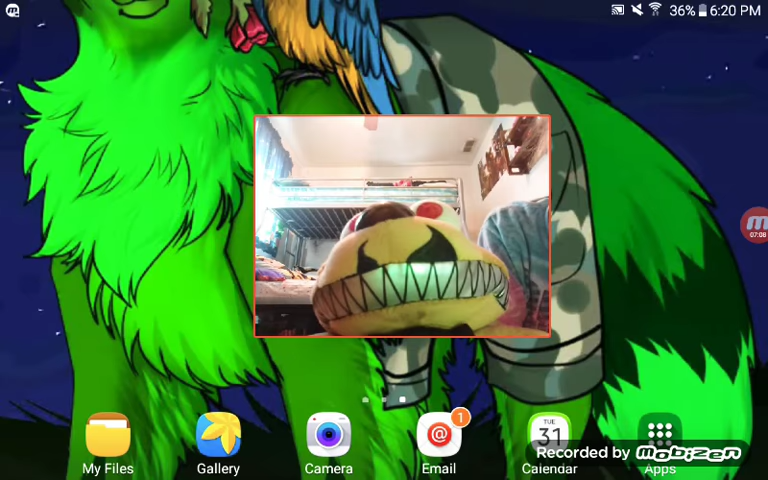 36% 6:20 PM
m
07:08
1
@
TUE
31
My Files
Gallery
Camera
Email
Calendar
Apps
Recorded by mobizen